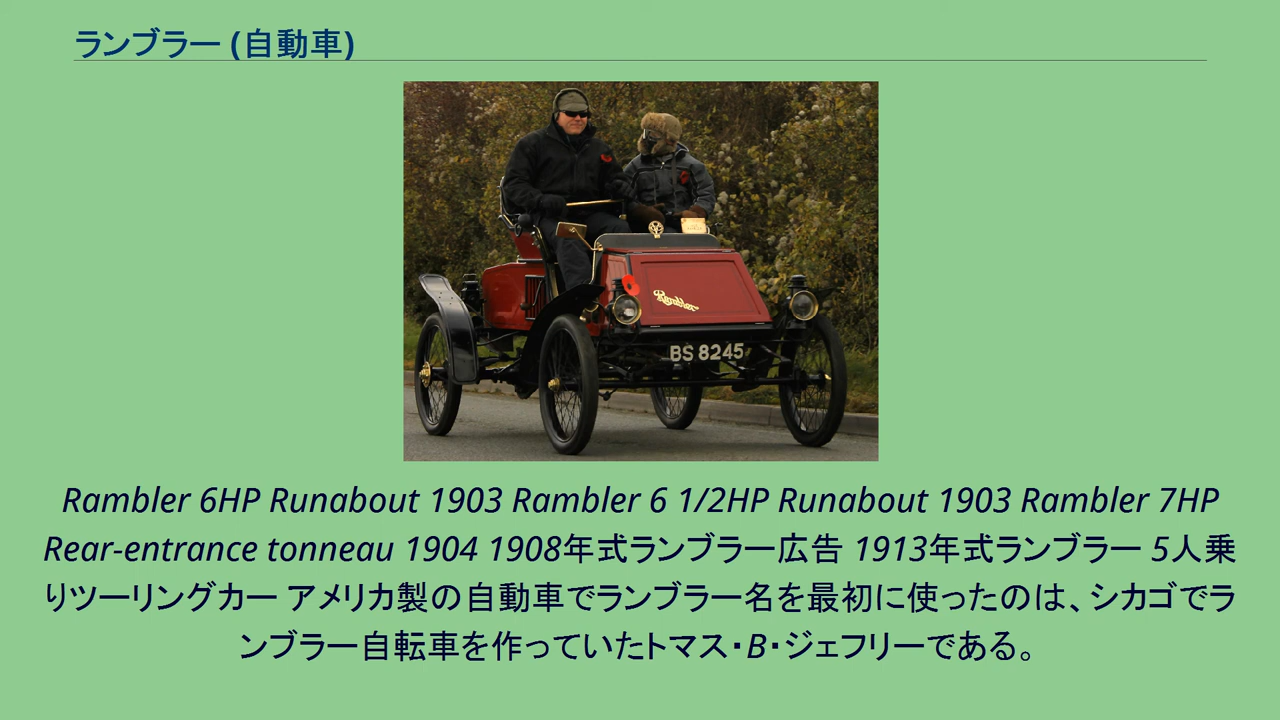 ランブラー (自動車)
Rambler
BS 8245
Rambler 6HP Runabout 1903 Rambler 6 1/2HP Runabout 1903 Rambler 7HP
Rear-entrance tonneau 1904 1908年式ランブラー広告 1913年式ランブラー 5人乗
りツーリングカー アメリカ製の自動車でランブラー名を最初に使ったのは、シカゴでラ
ンブラー自転車を作っていたトマス・B・ジェフリーである。